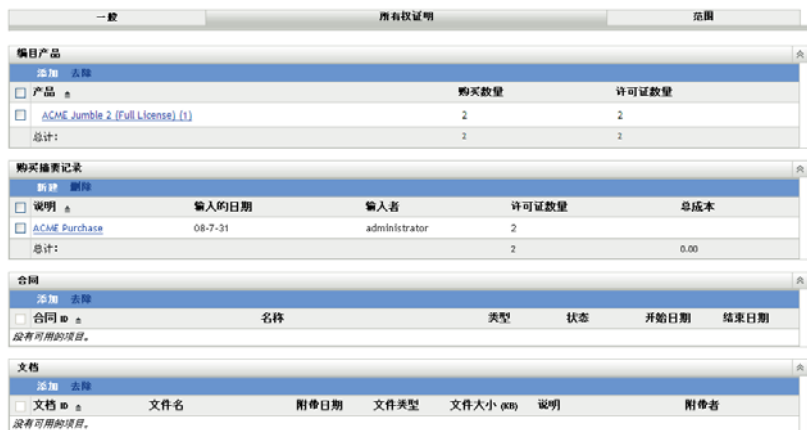 一般 所有权证明 范围
编目产品
添加 去除
产品 购买数量 许可证数量
ACME Jumble 2 (Full License) (1) 2 2
总计: 2 2
购买摘要记录
新建 删除
说明 输入的日期 输入者 许可证数量 总成本
ACME Purchase 08-7-31 administrator 2
总计: 2 0.00
合同
添加 去除
合同 ID 名称 类型 状态 开始日期 结束日期
没有可用的项目。
文档
添加 去除
文档 ID 文件名 附带日期 文件类型 文件大小 (KB) 说明 附带者
没有可用的项目。